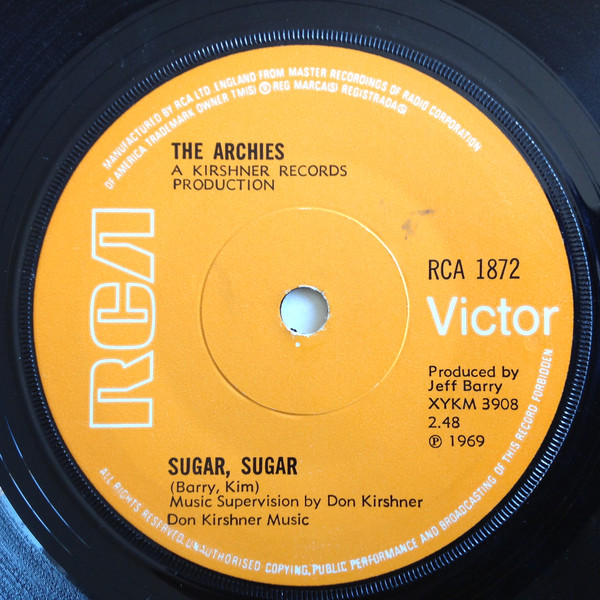 MANUFACTURED BY RCA LTD ENGLAND FROM MASTER RECORDINGS OF RADIO CORPORATION
OF AMERICA TRADEMARK OWNER TM(S) ® REG MARCA(S) REGISTRADA(S)
THE ARCHIES
A KIRSHNER RECORDS
PRODUCTION
RCA
RCA 1872
Victor
Produced by
Jeff Barry
XYKM 3908
2.48
℗ 1969
SUGAR, SUGAR
(Barry, Kim)
Music Supervision by Don Kirshner
Don Kirshner Music
ALL RIGHTS RESERVED. UNAUTHORISED COPYING, PUBLIC PERFORMANCE AND BROADCASTING OF THIS RECORD FORBIDDEN